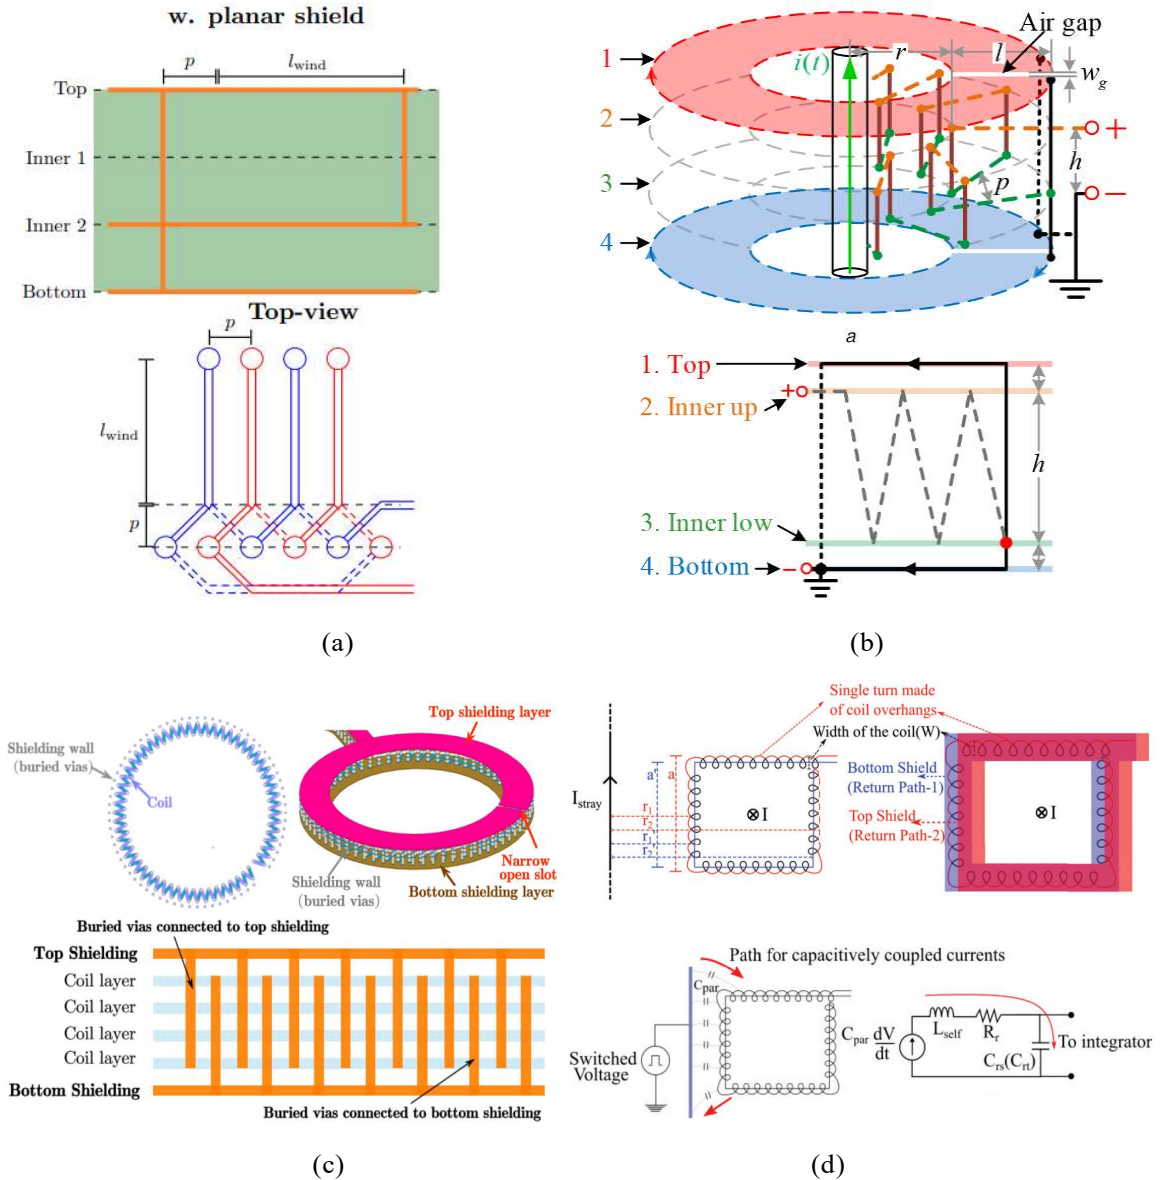 w. planar shield
p
l_wind
Top
Inner 1
Inner 2
Bottom
Top-view
p
l_wind
p
(a)
Air gap
1
i(t)
r
l
w_g
2
+
h
3
p
−
4
a
1. Top
+
2. Inner up
h
3. Inner low
4. Bottom
−
(b)
Top shielding layer
Shielding wall
(buried vias)
Coil
Narrow
open slot
Shielding wall
(buried vias)
Bottom shielding layer
Buried vias connected to top shielding
Top Shielding
Coil layer
Coil layer
Coil layer
Coil layer
Bottom Shielding
Buried vias connected to bottom shielding
(c)
Single turn made
of coil overhangs
Width of the coil(W)
a'
a
I_stray
r_1
r_2
r_1'
r_2'
I
Bottom Shield
(Return Path-1)
Top Shield
(Return Path-2)
I
Path for capacitively coupled currents
C_par
Switched
Voltage
C_par dV/dt
L_self
R_r
C_rs(C_rt)
To integrator
(d)